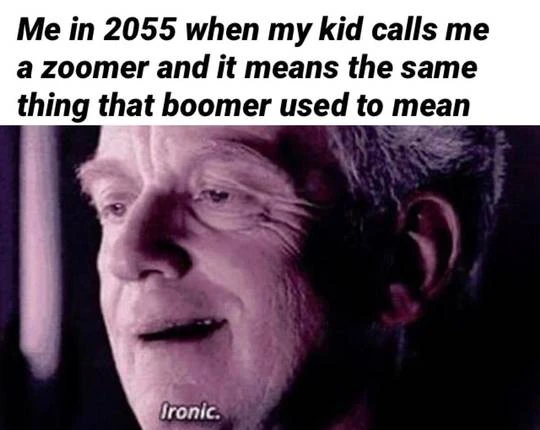 Me in 2055 when my kid calls me
a zoomer and it means the same
thing that boomer used to mean
Ironic.